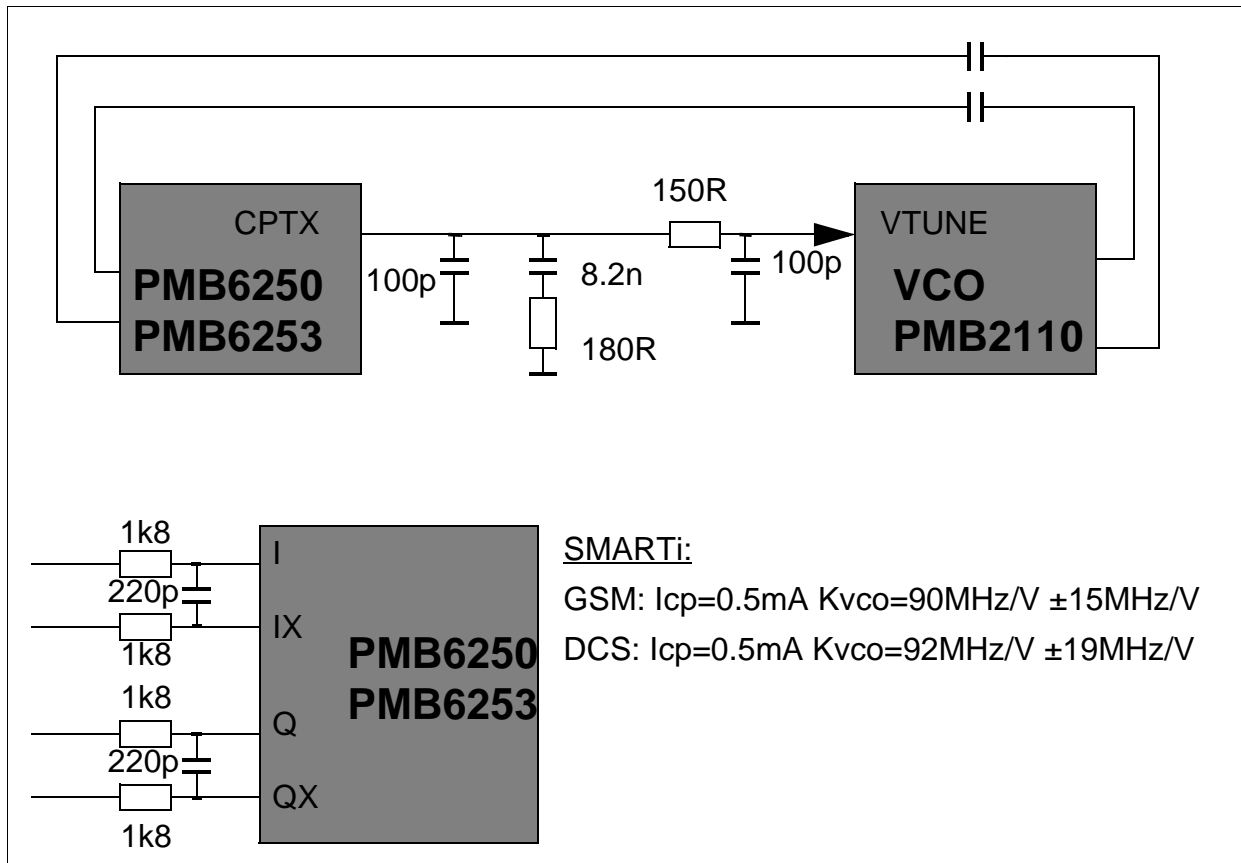 150R
CPTX
VTUNE
100p
8.2n
100p
PMB6250
PMB6253
180R
VCO
PMB2110
1k8
I
220p
IX
1k8
PMB6250
PMB6253
1k8
Q
220p
QX
1k8
SMARTi:
GSM: Icp=0.5mA Kvco=90MHz/V ±15MHz/V
DCS: Icp=0.5mA Kvco=92MHz/V ±19MHz/V